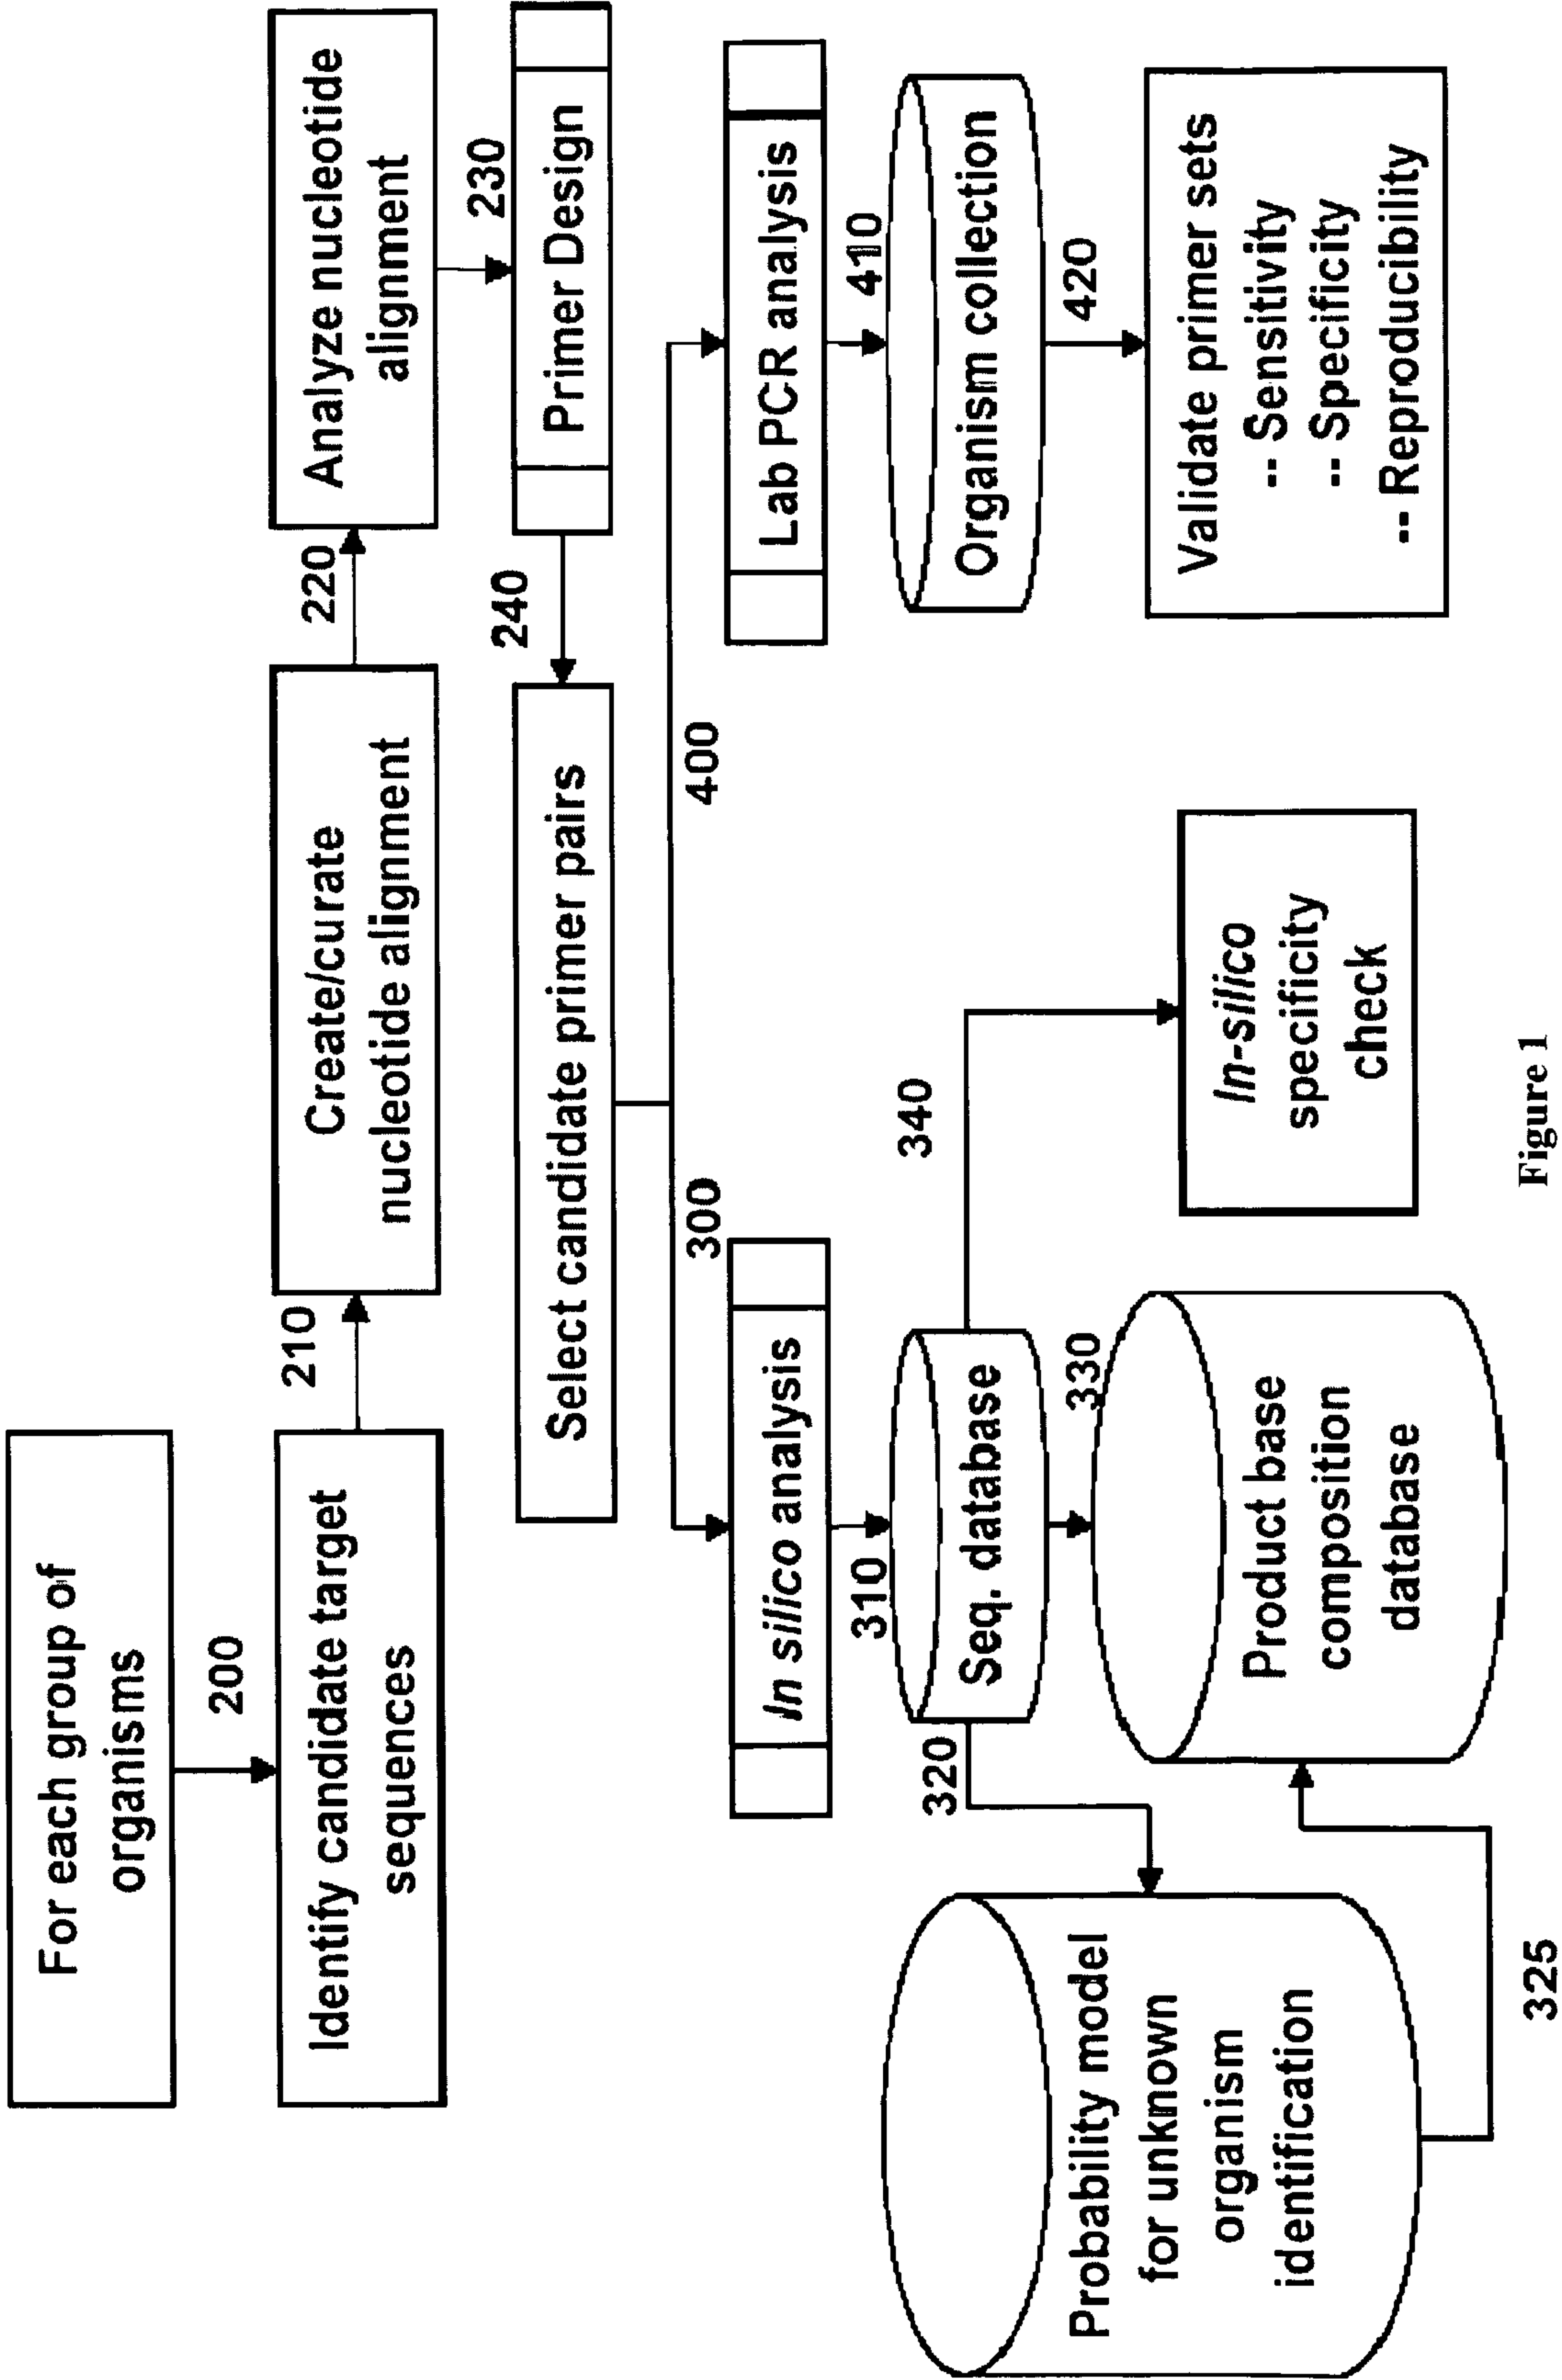 For each group of
organisms
200
Identify candidate target
sequences
210
Create/curate
nucleotide alignment
220
Analyze nucleotide
alignment
230
Primer Design
240
Select candidate primer pairs
300
400
In silico analysis
310
Seq. database
320
330
340
Probability model
for unknown
organism
identification
325
Product base
composition
database
In-silico
specificity
check
Lab PCR analysis
410
Organism collection
420
Validate primer sets
-- Sensitivity
-- Specificity
-- Reproducibility
Figure 1